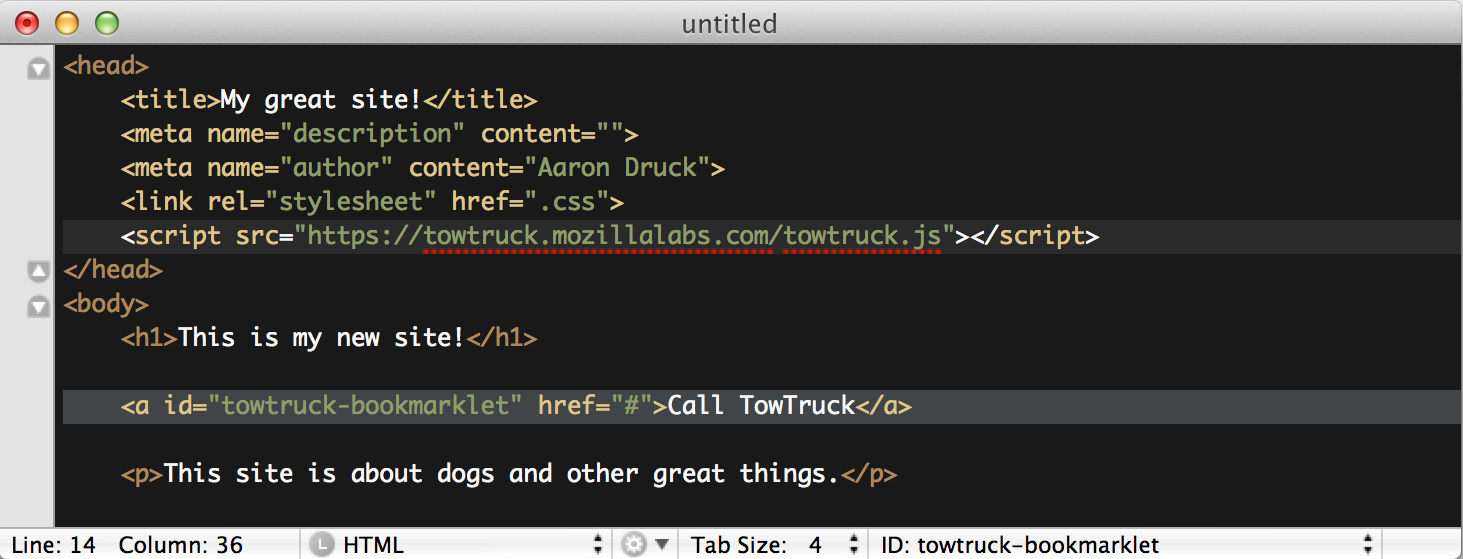 untitled
<head>
    <title>My great site!</title>
    <meta name="description" content="">
    <meta name="author" content="Aaron Druck">
    <link rel="stylesheet" href=".css">
    <script src="https://towtruck.mozillalabs.com/towtruck.js"></script>
</head>
<body>
    <h1>This is my new site!</h1>
    <a id="towtruck-bookmarklet" href="#">Call TowTruck</a>
    <p>This site is about dogs and other great things.</p>
Line: 14 Column: 36 L HTML Tab Size: 4 ID: towtruck-bookmarklet